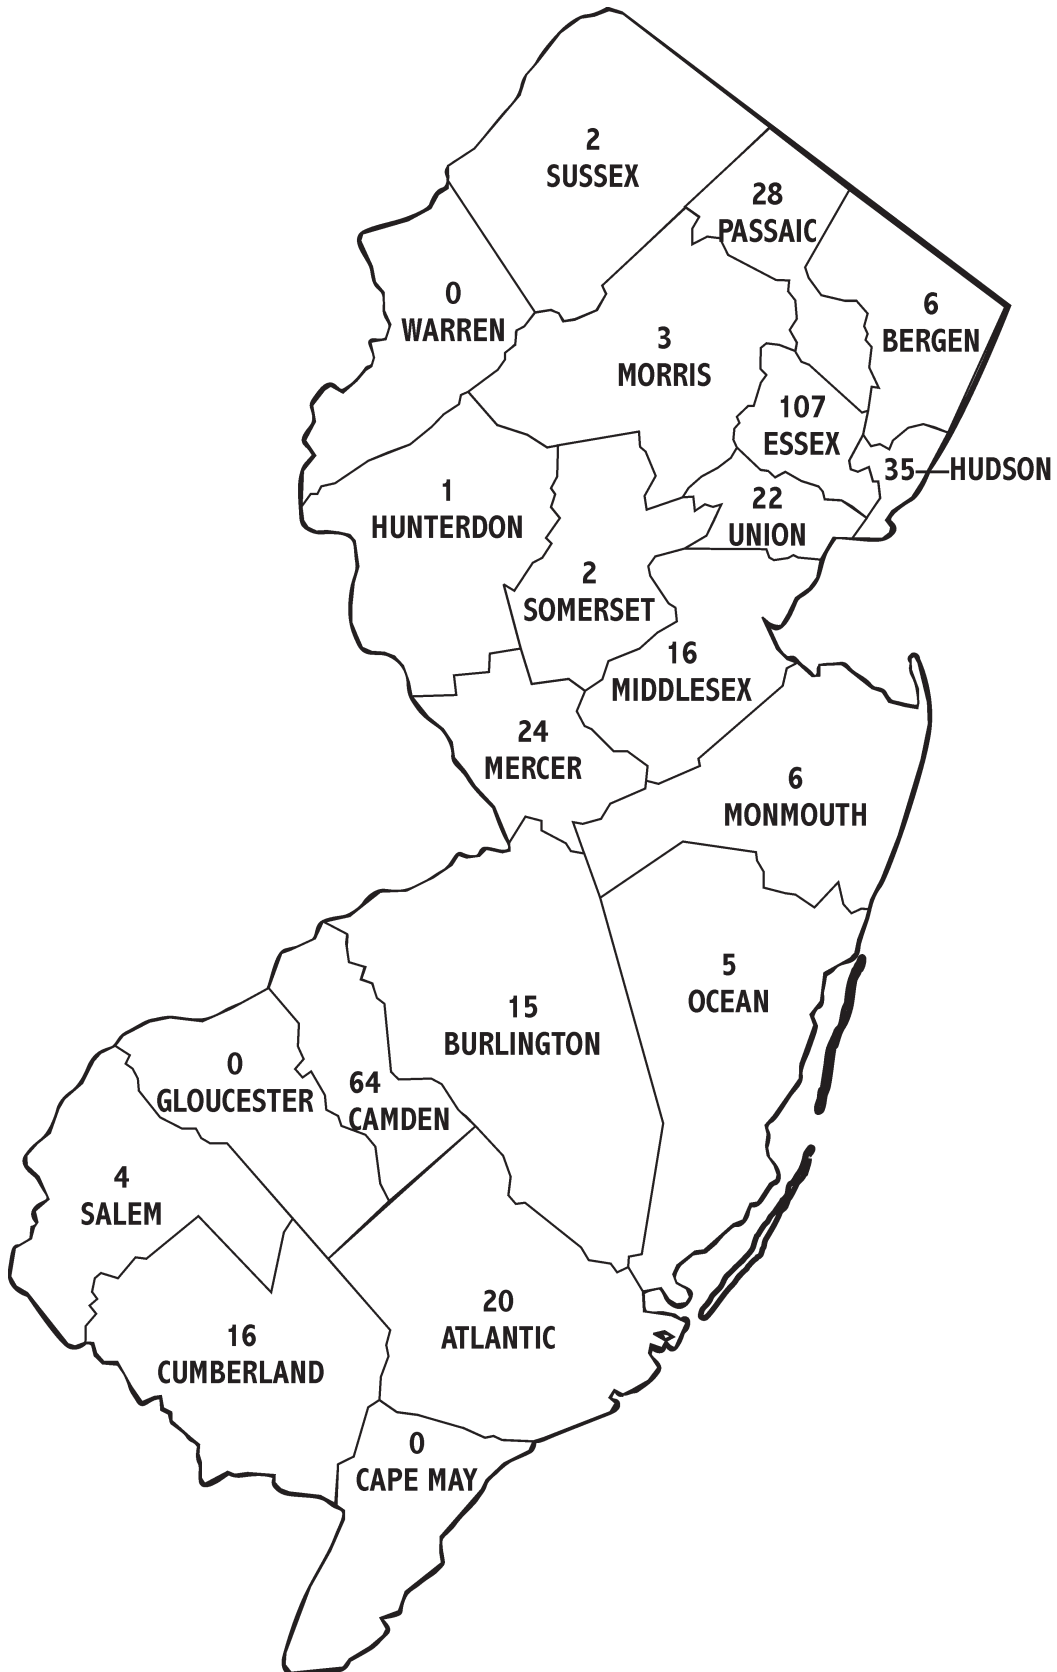 2
SUSSEX
28
PASSAIC
0
WARREN
6
BERGEN
3
MORRIS
107
ESSEX
35
HUDSON
1
HUNTERDON
22
UNION
2
SOMERSET
16
MIDDLESEX
24
MERCER
6
MONMOUTH
5
OCEAN
15
BURLINGTON
0
GLOUCESTER
64
CAMDEN
4
SALEM
20
ATLANTIC
16
CUMBERLAND
0
CAPE MAY